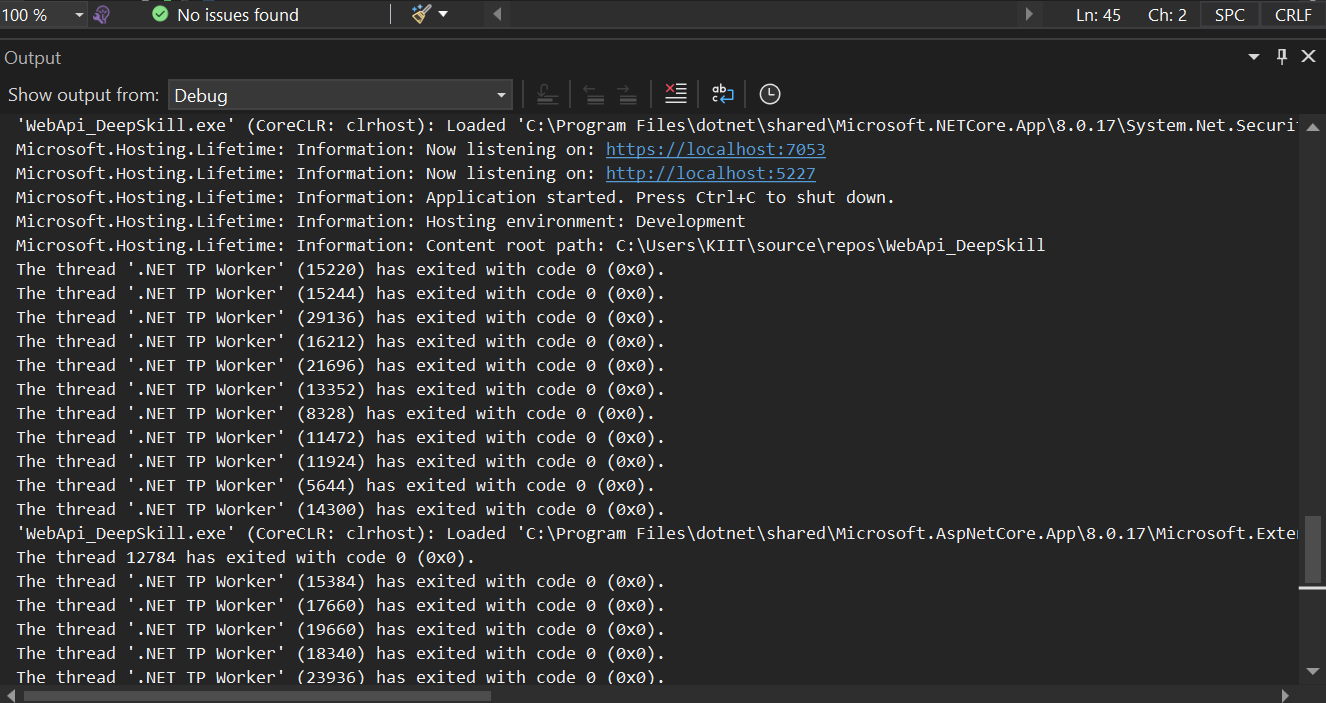 100 %
No issues found
Ln: 45
Ch: 2
SPC
CRLF
Output
Show output from:
Debug
'WebApi_DeepSkill.exe' (CoreCLR: clrhost): Loaded 'C:\Program Files\dotnet\shared\Microsoft.NETCore.App\8.0.17\System.Net.Securi
Microsoft.Hosting.Lifetime: Information: Now listening on: https://localhost:7053
Microsoft.Hosting.Lifetime: Information: Now listening on: http://localhost:5227
Microsoft.Hosting.Lifetime: Information: Application started. Press Ctrl+C to shut down.
Microsoft.Hosting.Lifetime: Information: Hosting environment: Development
Microsoft.Hosting.Lifetime: Information: Content root path: C:\Users\KIIT\source\repos\WebApi_DeepSkill
The thread '.NET TP Worker' (15220) has exited with code 0 (0x0).
The thread '.NET TP Worker' (15244) has exited with code 0 (0x0).
The thread '.NET TP Worker' (29136) has exited with code 0 (0x0).
The thread '.NET TP Worker' (16212) has exited with code 0 (0x0).
The thread '.NET TP Worker' (21696) has exited with code 0 (0x0).
The thread '.NET TP Worker' (13352) has exited with code 0 (0x0).
The thread '.NET TP Worker' (8328) has exited with code 0 (0x0).
The thread '.NET TP Worker' (11472) has exited with code 0 (0x0).
The thread '.NET TP Worker' (11924) has exited with code 0 (0x0).
The thread '.NET TP Worker' (5644) has exited with code 0 (0x0).
The thread '.NET TP Worker' (14300) has exited with code 0 (0x0).
'WebApi_DeepSkill.exe' (CoreCLR: clrhost): Loaded 'C:\Program Files\dotnet\shared\Microsoft.AspNetCore.App\8.0.17\Microsoft.Exte
The thread 12784 has exited with code 0 (0x0).
The thread '.NET TP Worker' (15384) has exited with code 0 (0x0).
The thread '.NET TP Worker' (17660) has exited with code 0 (0x0).
The thread '.NET TP Worker' (19660) has exited with code 0 (0x0).
The thread '.NET TP Worker' (18340) has exited with code 0 (0x0).
The thread '.NET TP Worker' (23936) has exited with code 0 (0x0).